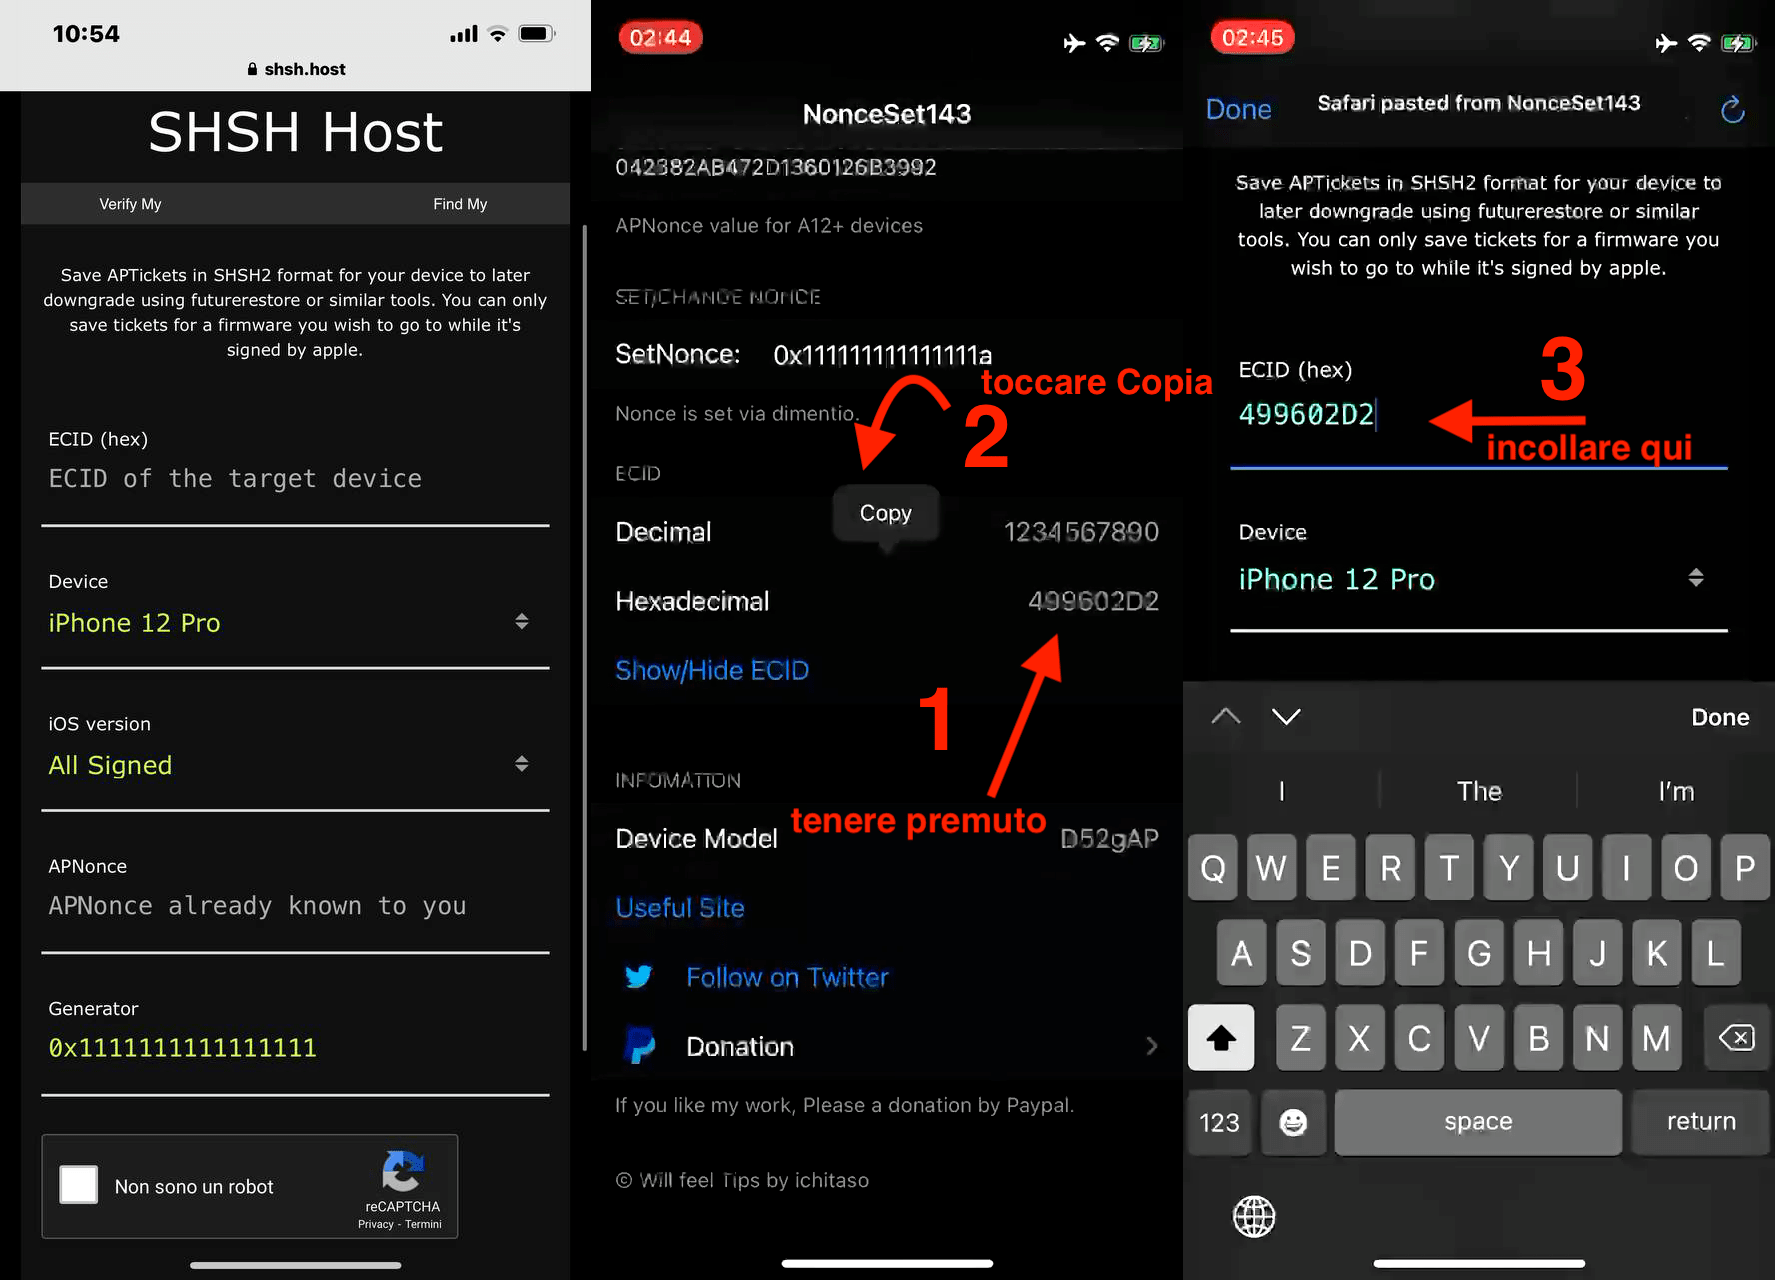 10:54
shsh.host
SHSH Host
Verify My
Find My
Save APTickets in SHSH2 format for your device to later
downgrade using futurerestore or similar tools. You can only
save tickets for a firmware you wish to go to while it's
signed by apple.
ECID (hex)
ECID of the target device
Device
iPhone 12 Pro
iOS version
All Signed
APNonce
APNonce already known to you
Generator
0x1111111111111111
Non sono un robot
reCAPTCHA
Privacy - Termini
02:44
NonceSet143
042382AB472D1360126B3992
APNonce value for A12+ devices
SET/CHANGE NONCE
SetNonce: 0x111111111111111a
toccare Copia
Nonce is set via dimentio.
2
ECID
Copy
Decimal 1234567890
Hexadecimal 499602D2
Show/Hide ECID
1
INFOMATION
tenere premuto
Device Model D52gAP
Useful Site
Follow on Twitter
Donation
If you like my work, Please a donation by Paypal.
© Will feel Tips by ichitaso
02:45
Done
Safari pasted from NonceSet143
Save APTickets in SHSH2 format for your device to
later downgrade using futurerestore or similar
tools. You can only save tickets for a firmware you
wish to go to while it's signed by apple.
3
ECID (hex)
499602D2
incollare qui
Device
iPhone 12 Pro
Done
I The I'm
Q W E R T Y U I O P
A S D F G H J K L
Z X C V B N M
123 space return